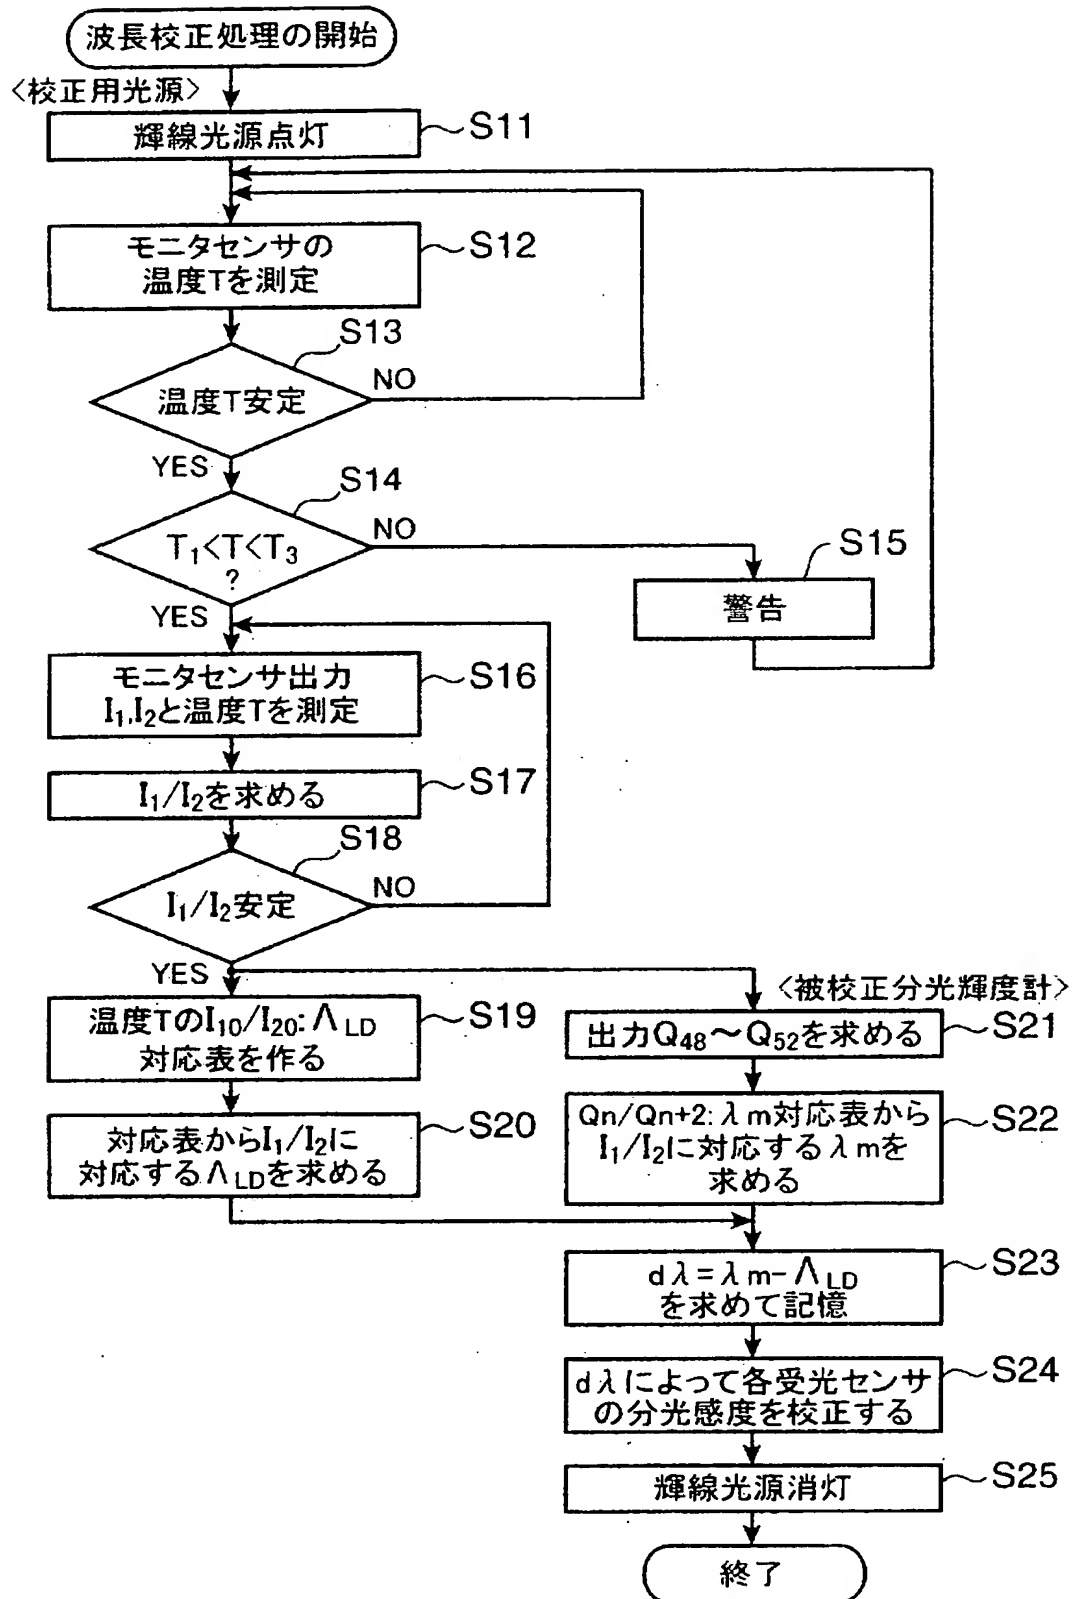 波長校正処理の開始
〈校正用光源〉
輝線光源点灯
S11
モニタセンサの
温度Tを測定
S12
S13
温度T安定
NO
YES
S14
T1<T<T3
?
NO
YES
S15
警告
モニタセンサ出力
I1,I2と温度Tを測定
S16
I1/I2を求める
S17
S18
I1/I2安定
NO
YES
温度TのI10/I20:ΛLD
対応表を作る
S19
対応表からI1/I2に
対応するΛLDを求める
S20
〈被校正分光輝度計〉
出力Q48〜Q52を求める
S21
Qn/Qn+2:λm対応表から
I1/I2に対応するλmを
求める
S22
dλ=λm-ΛLD
を求めて記憶
S23
dλによって各受光センサ
の分光感度を校正する
S24
輝線光源消灯
S25
終了